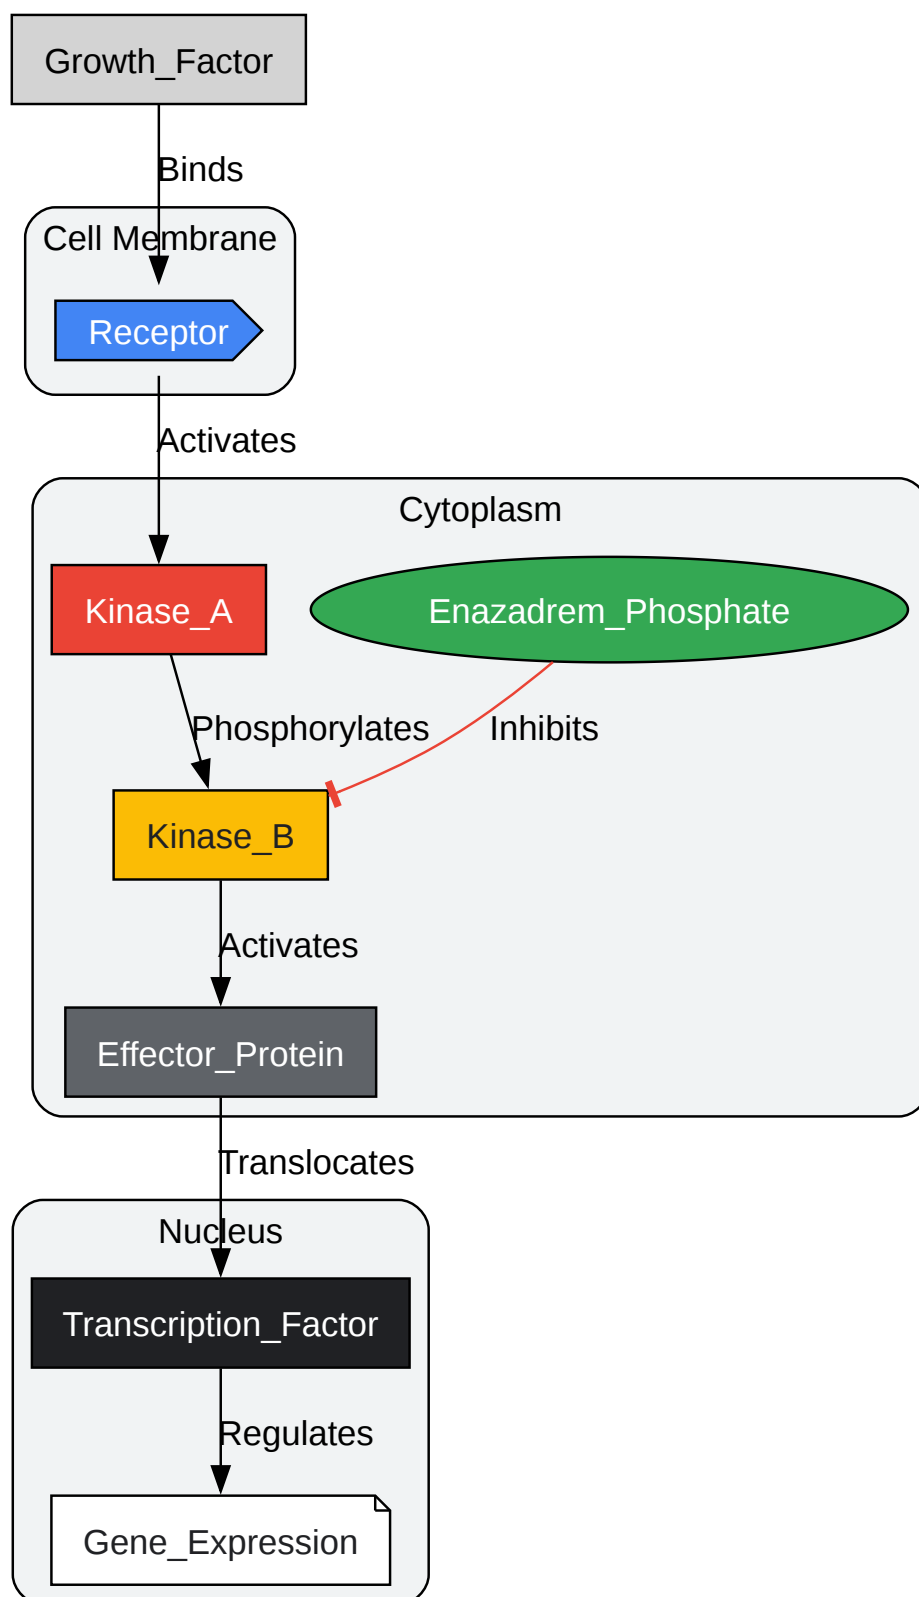 Growth_Factor
Binds
Cell Membrane
Receptor
Activates
Cytoplasm
Kinase_A
Enazadrem_Phosphate
Phosphorylates
Inhibits
Kinase_B
Activates
Effector_Protein
Translocates
Nucleus
Transcription_Factor
Regulates
Gene_Expression